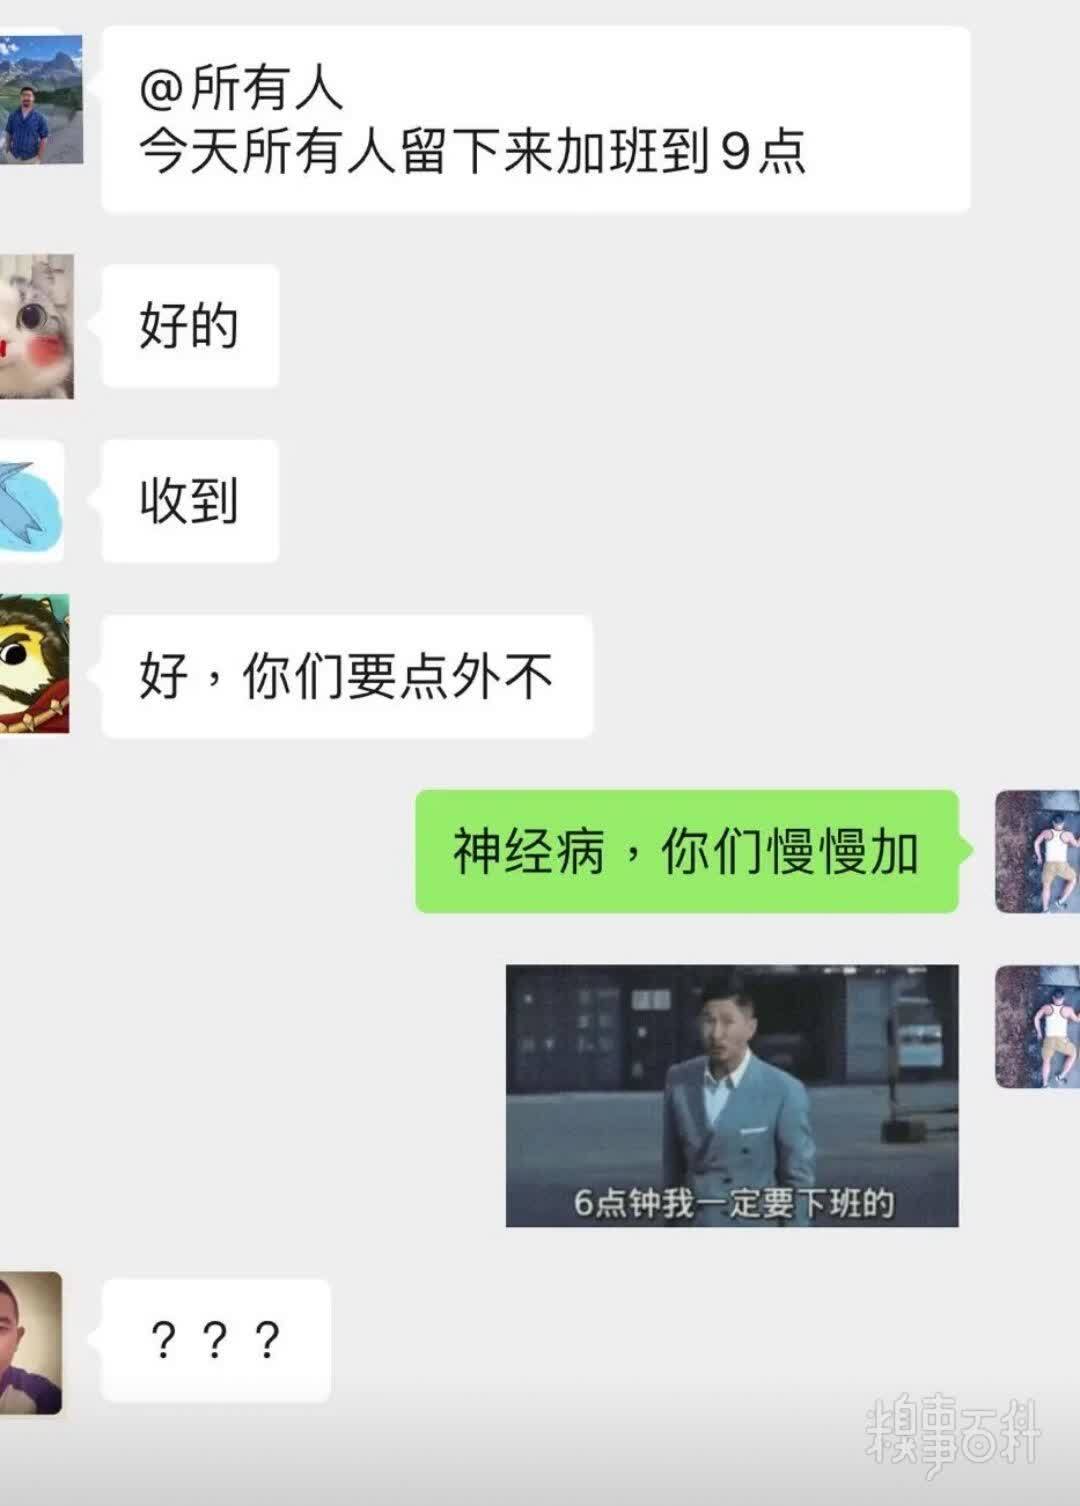 @所有人
今天所有人留下来加班到9点
好的
收到
好，你们要点外不
神经病，你们慢慢加
6点钟我一定要下班的
？？？
糗事百科